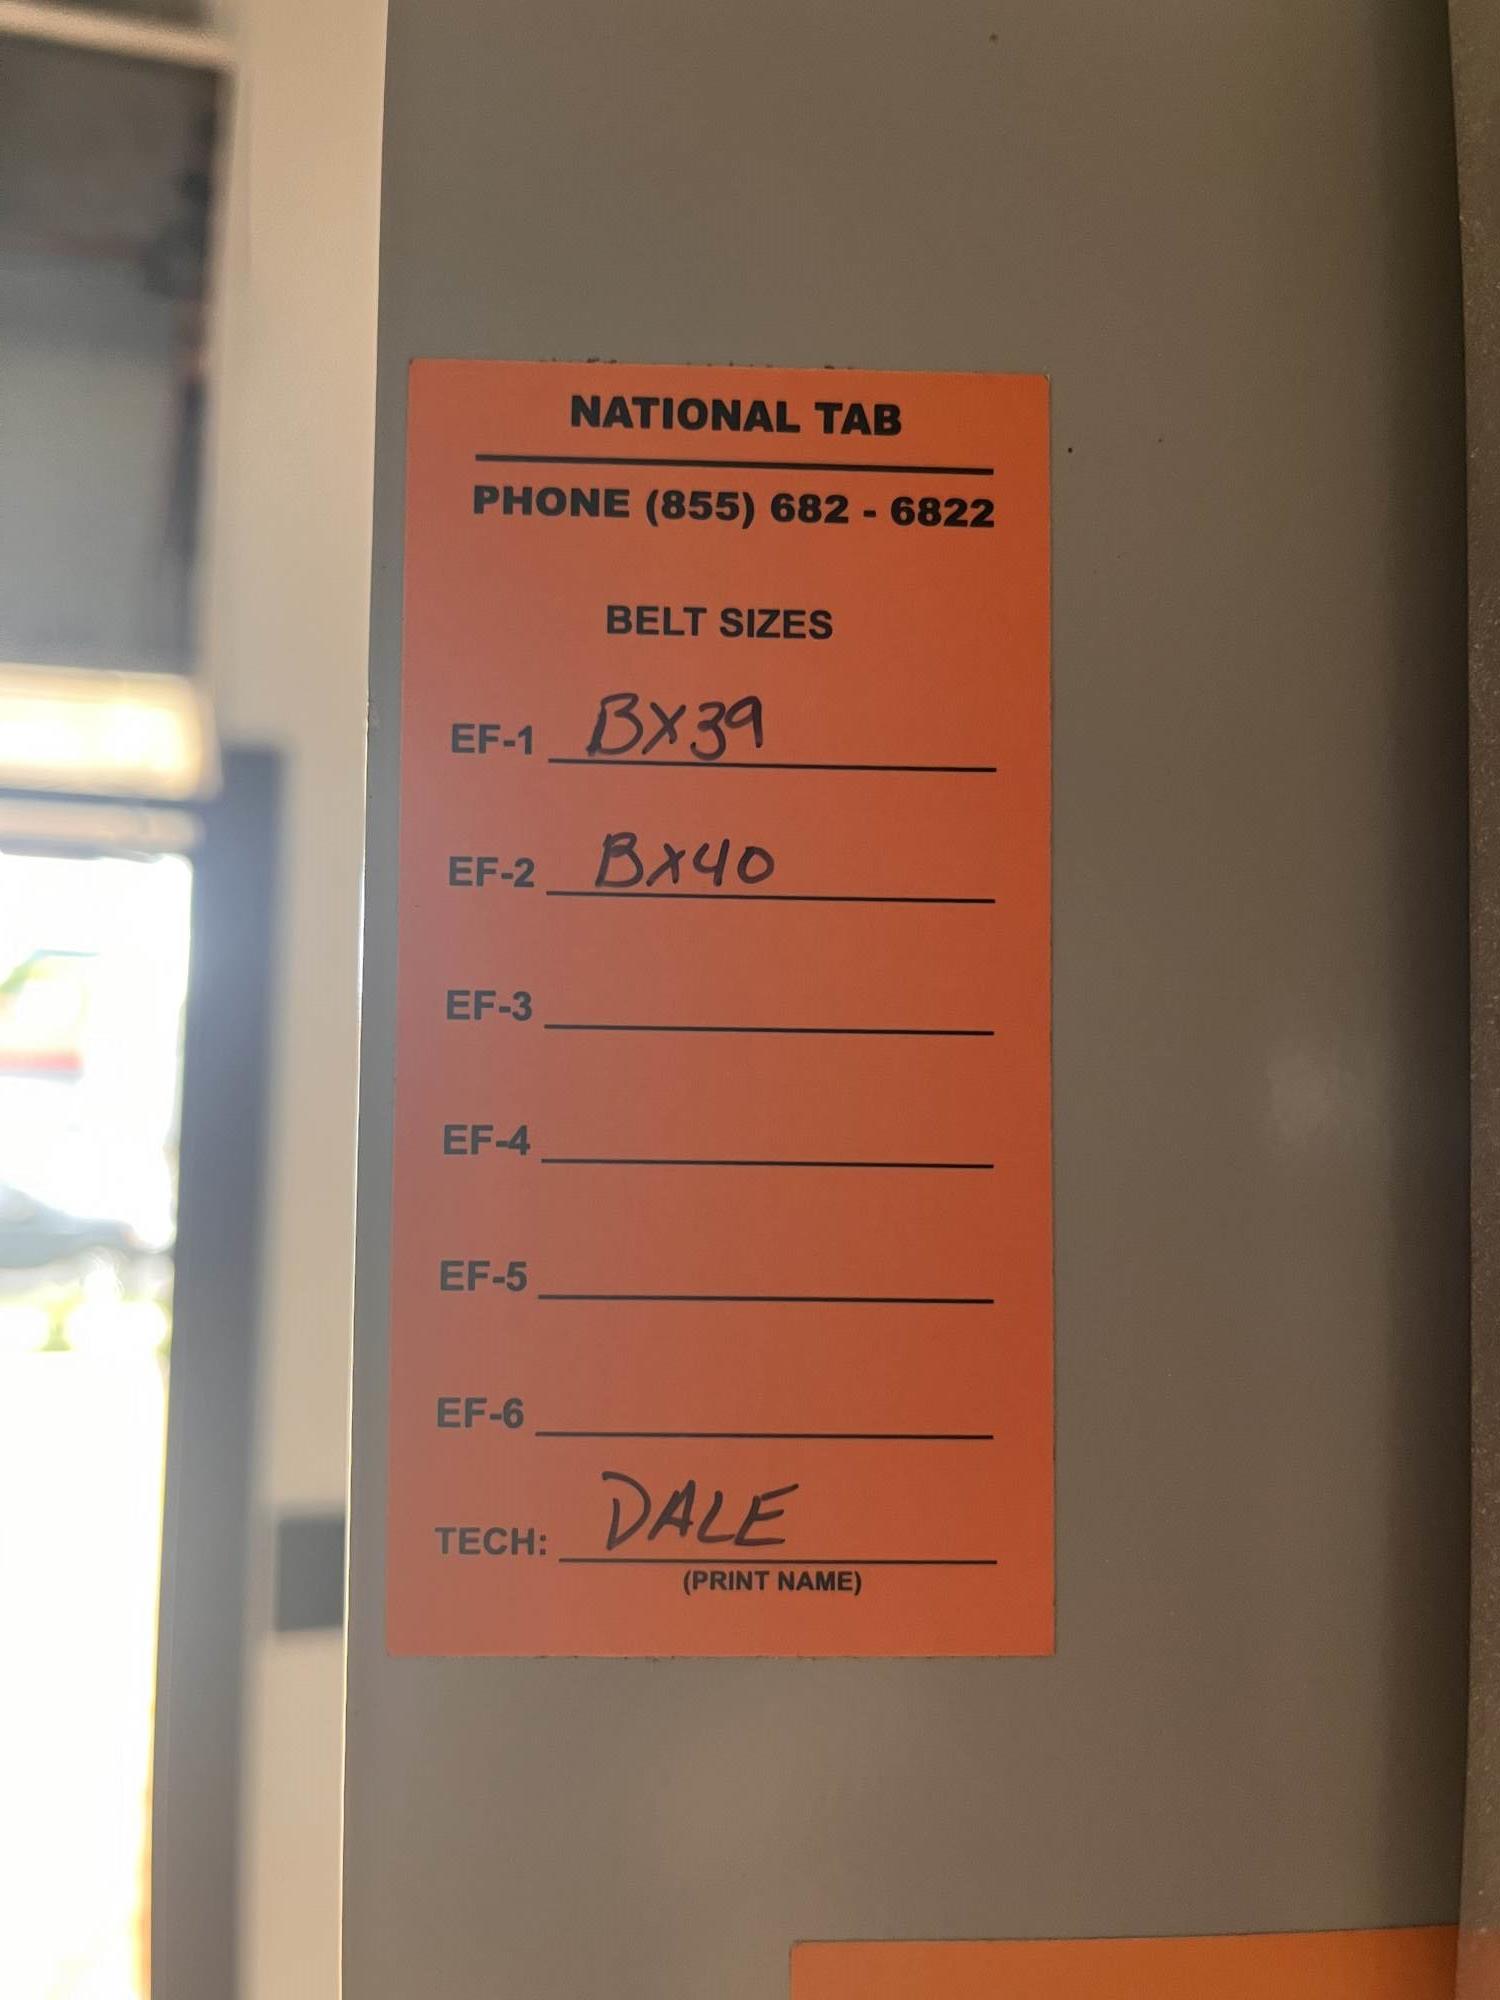 NATIONAL TAB
PHONE (855) 682 - 6822
BELT SIZES
EF-1 BX39
EF-2 BX40
EF-3
EF-4
EF-5
EF-6
TECH: DALE
(PRINT NAME)